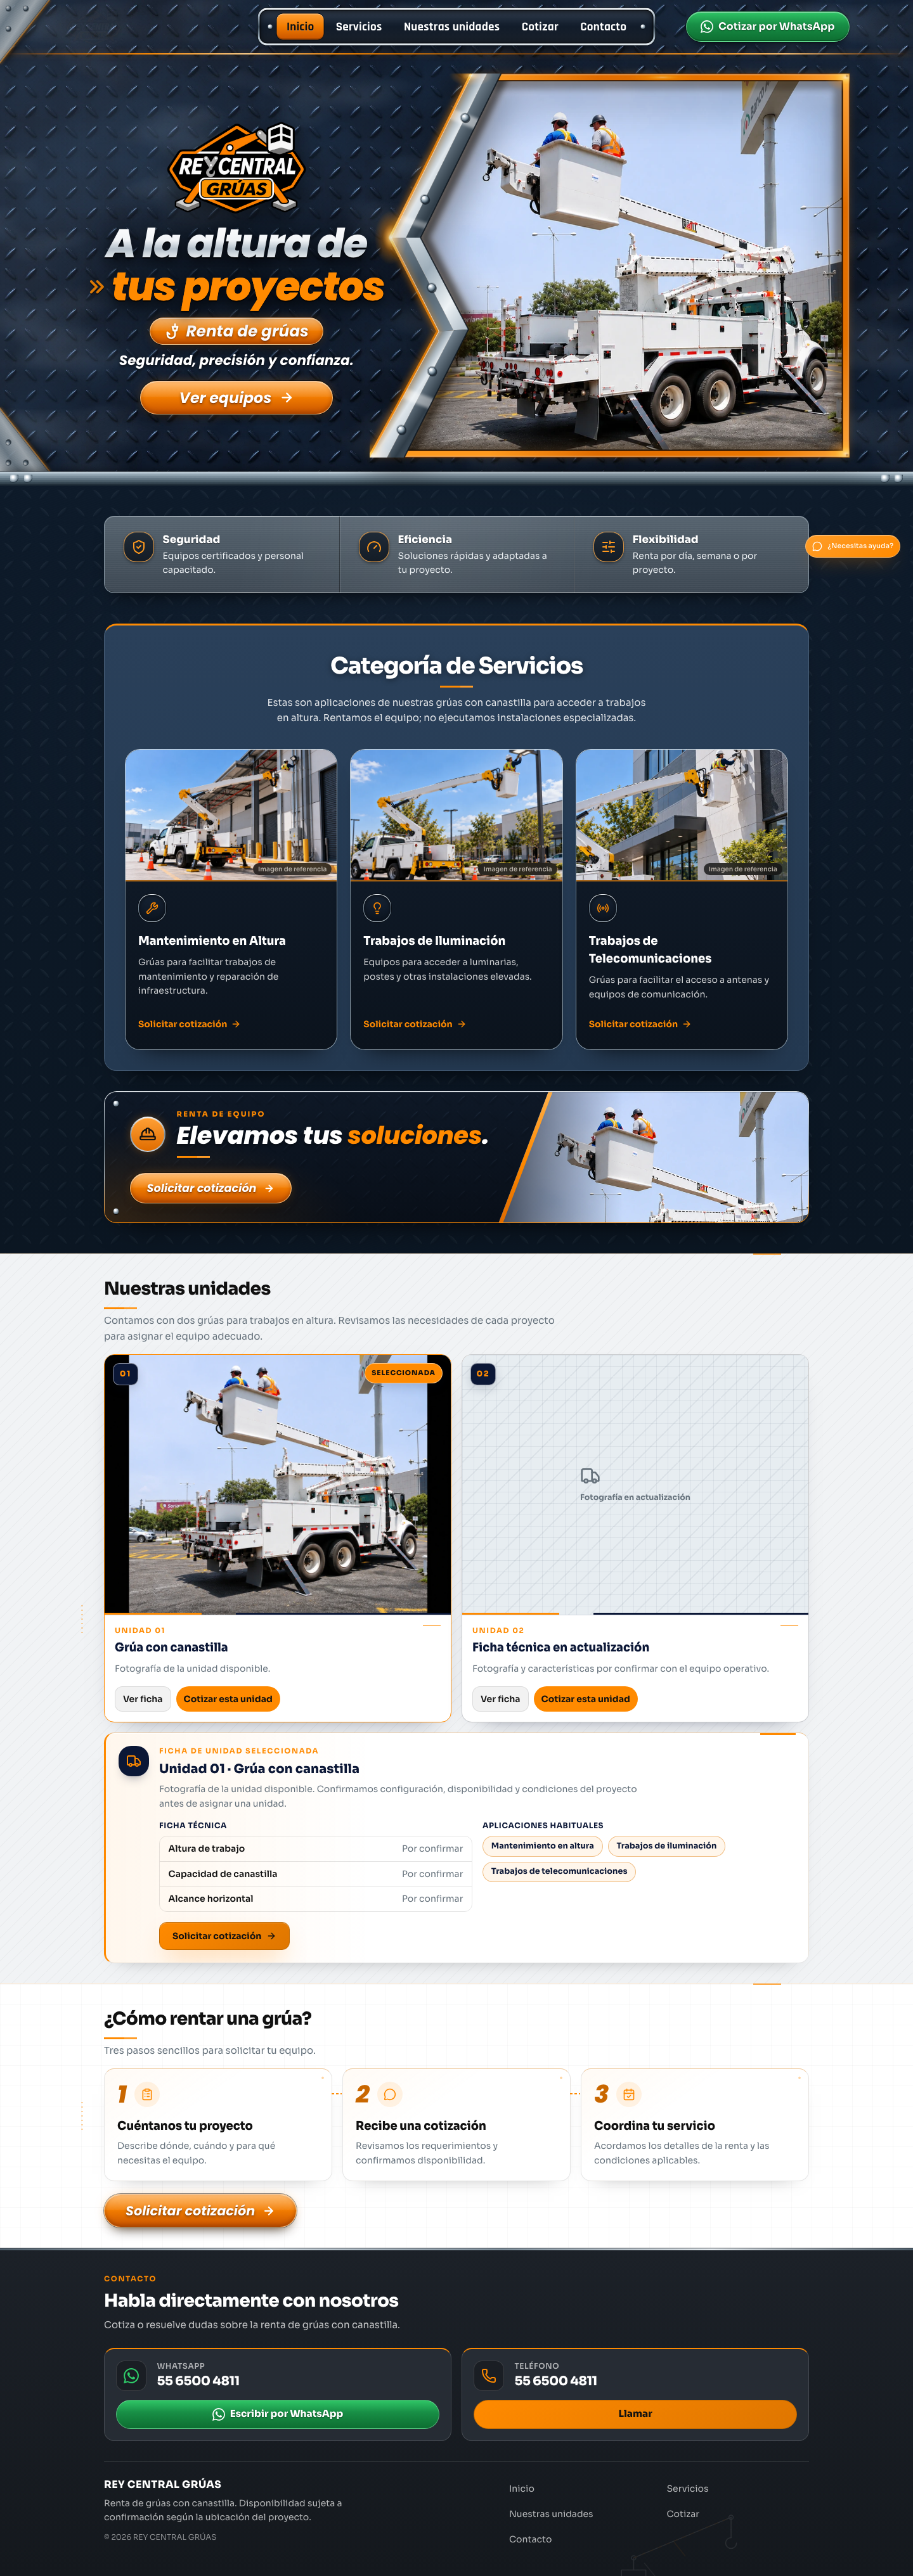 Inicio
Servicios
Nuestras unidades
Cotizar
Contacto
Cotizar por WhatsApp
REY CENTRAL
GRÚAS
A la altura de
» tus proyectos
Renta de grúas
Seguridad, precisión y confianza.
Ver equipos →
Seguridad
Equipos certificados y personal
capacitado.
Eficiencia
Soluciones rápidas y adaptadas a
tu proyecto.
Flexibilidad
Renta por día, semana o por
proyecto.
¿Necesitas ayuda?
Categoría de Servicios
Estas son aplicaciones de nuestras grúas con canastilla para acceder a trabajos
en altura. Rentamos el equipo; no ejecutamos instalaciones especializadas.
Imagen de referencia
Imagen de referencia
Imagen de referencia
Mantenimiento en Altura
Grúas para facilitar trabajos de
mantenimiento y reparación de
infraestructura.
Solicitar cotización →
Trabajos de Iluminación
Equipos para acceder a luminarias,
postes y otras instalaciones elevadas.
Solicitar cotización →
Trabajos de
Telecomunicaciones
Grúas para facilitar el acceso a antenas y
equipos de comunicación.
Solicitar cotización →
RENTA DE EQUIPO
Elevamos tus soluciones.
Solicitar cotización →
Nuestras unidades
Contamos con dos grúas para trabajos en altura. Revisamos las necesidades de cada proyecto
para asignar el equipo adecuado.
01
SELECCIONADA
UNIDAD 01
Grúa con canastilla
Fotografía de la unidad disponible.
Ver ficha
Cotizar esta unidad
02
Fotografía en actualización
UNIDAD 02
Ficha técnica en actualización
Fotografía y características por confirmar con el equipo operativo.
Ver ficha
Cotizar esta unidad
FICHA DE UNIDAD SELECCIONADA
Unidad 01 · Grúa con canastilla
Fotografía de la unidad disponible. Confirmamos configuración, disponibilidad y condiciones del proyecto
antes de asignar una unidad.
FICHA TÉCNICA
Altura de trabajo Por confirmar
Capacidad de canastilla Por confirmar
Alcance horizontal Por confirmar
APLICACIONES HABITUALES
Mantenimiento en altura
Trabajos de iluminación
Trabajos de telecomunicaciones
Solicitar cotización →
¿Cómo rentar una grúa?
Tres pasos sencillos para solicitar tu equipo.
1
Cuéntanos tu proyecto
Describe dónde, cuándo y para qué
necesitas el equipo.
2
Recibe una cotización
Revisamos los requerimientos y
confirmamos disponibilidad.
3
Coordina tu servicio
Acordamos los detalles de la renta y las
condiciones aplicables.
Solicitar cotización →
CONTACTO
Habla directamente con nosotros
Cotiza o resuelve dudas sobre la renta de grúas con canastilla.
WHATSAPP
55 6500 4811
Escribir por WhatsApp
TELÉFONO
55 6500 4811
Llamar
REY CENTRAL GRÚAS
Renta de grúas con canastilla. Disponibilidad sujeta a
confirmación según la ubicación del proyecto.
© 2026 REY CENTRAL GRÚAS
Inicio
Servicios
Nuestras unidades
Cotizar
Contacto